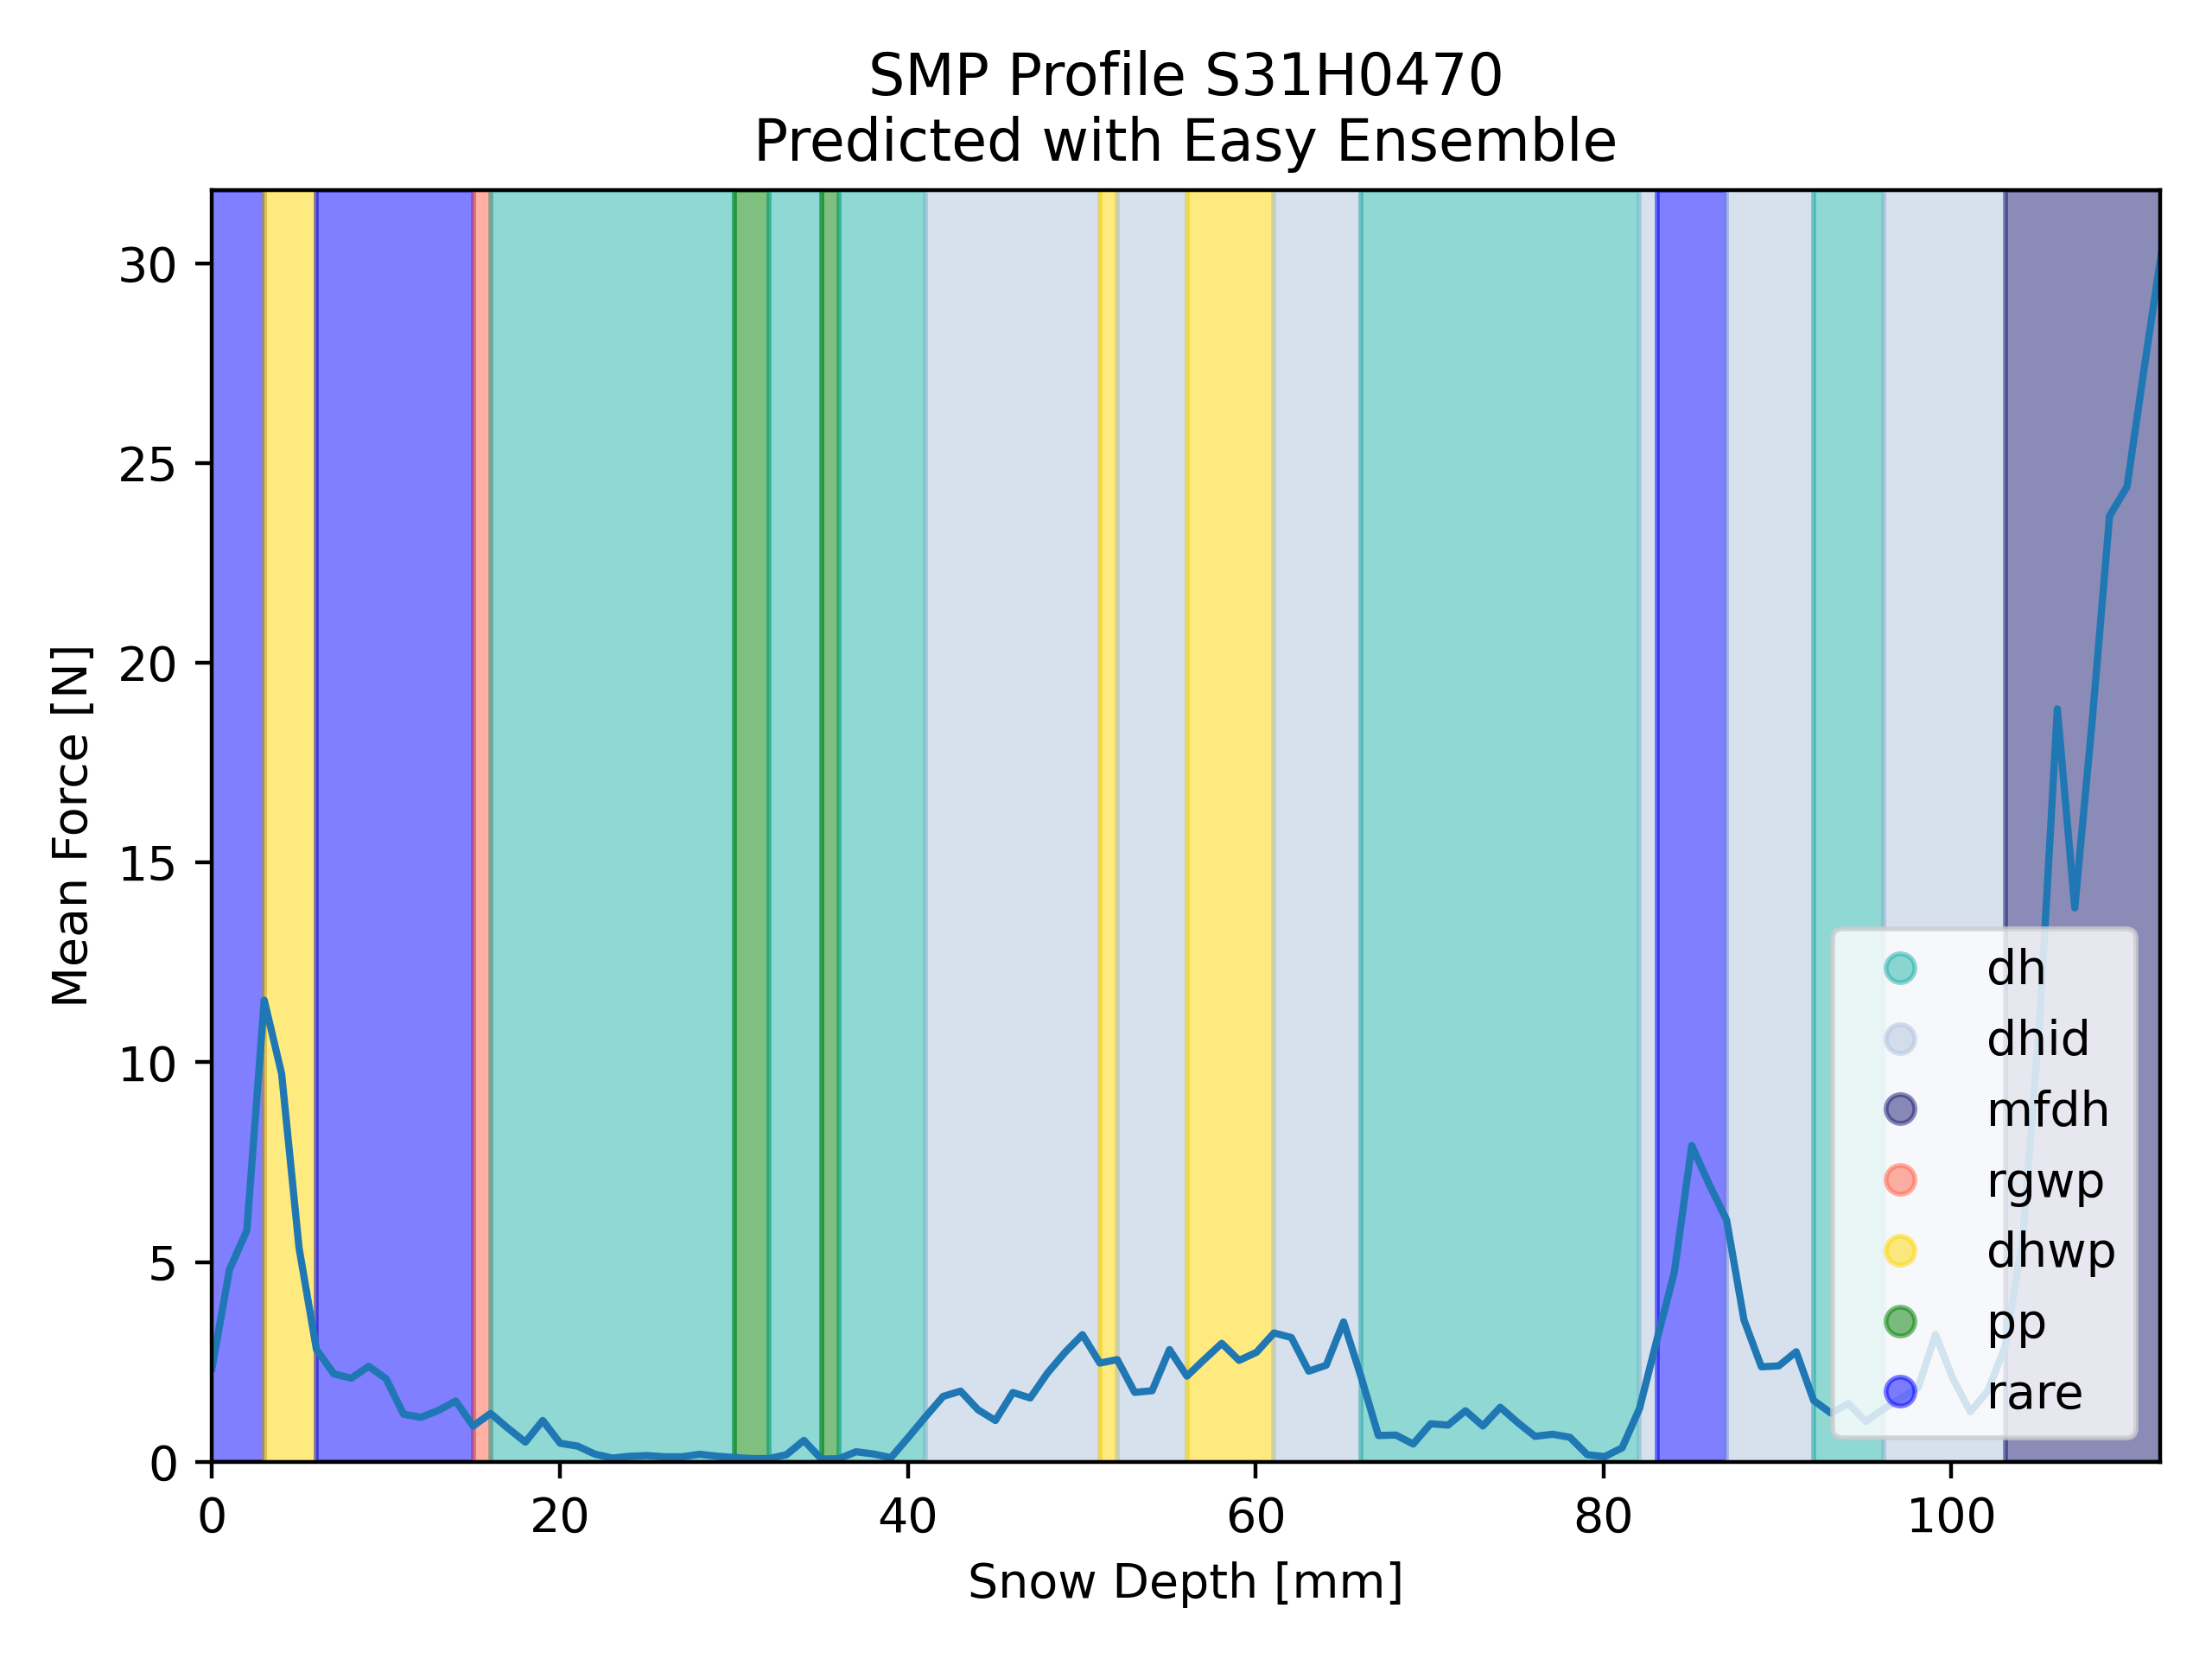 SMP Profile S31H0470
Predicted with Easy Ensemble
Mean Force [N]
30
25
20
15
10
5
0
0
20
40
60
80
100
Snow Depth [mm]
dh
dhid
mfdh
rgwp
dhwp
pp
rare